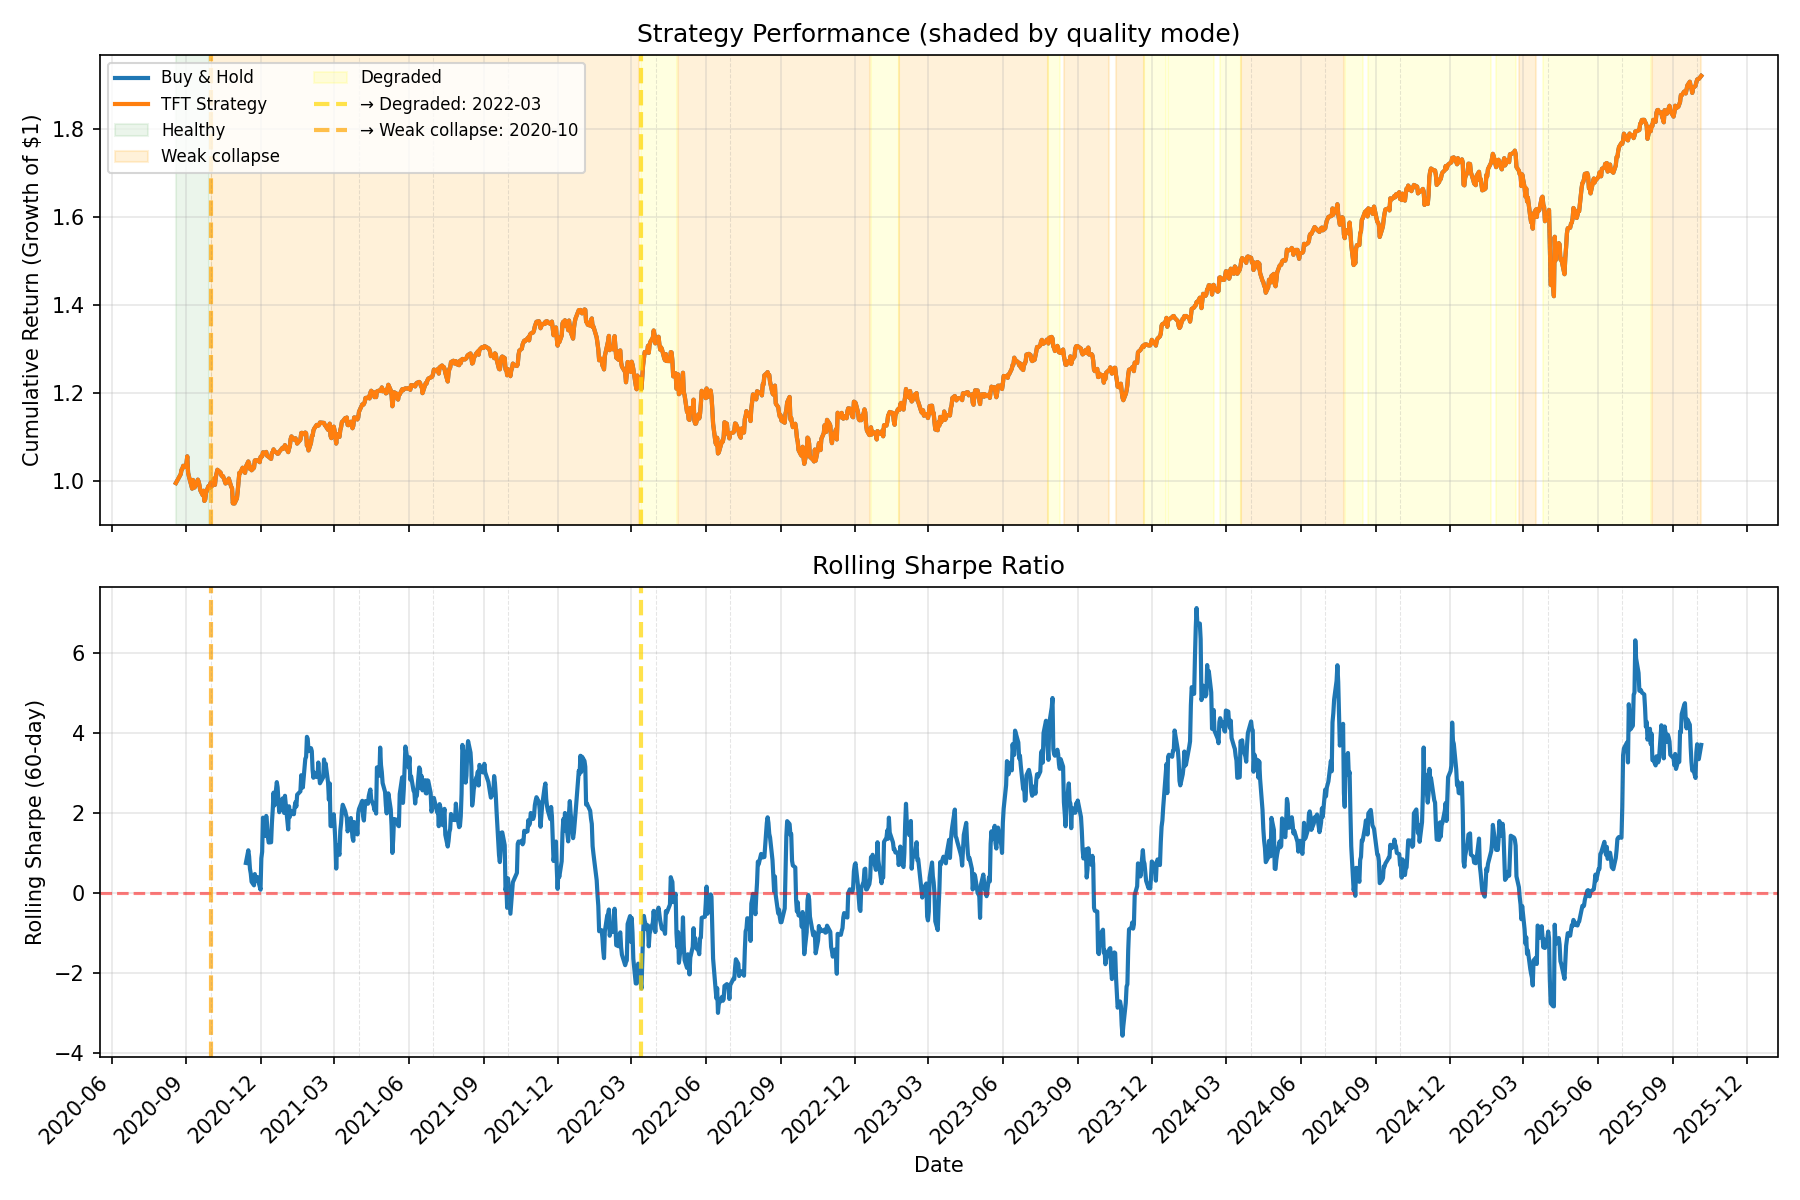 Strategy Performance (shaded by quality mode)
Cumulative Return (Growth of $1)
1.8
1.6
1.4
1.2
1.0
Buy & Hold
TFT Strategy
Healthy
Weak collapse
Degraded
→ Degraded: 2022-03
→ Weak collapse: 2020-10
Rolling Sharpe Ratio
Rolling Sharpe (60-day)
6
4
2
0
−2
−4
2020-06
2020-09
2020-12
2021-03
2021-06
2021-09
2021-12
2022-03
2022-06
2022-09
2022-12
2023-03
2023-06
2023-09
2023-12
2024-03
2024-06
2024-09
2024-12
2025-03
2025-06
2025-09
2025-12
Date